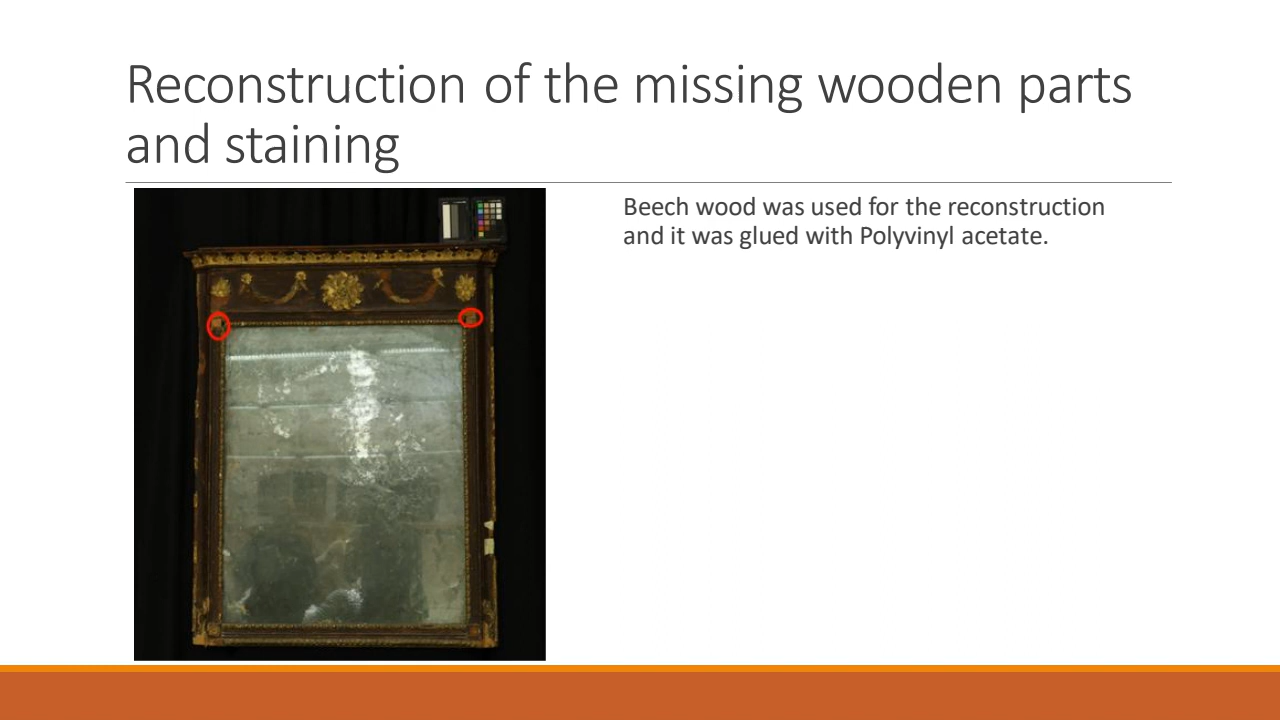 Reconstruction of the missing wooden parts
and staining
Beech wood was used for the reconstruction
and it was glued with Polyvinyl acetate.